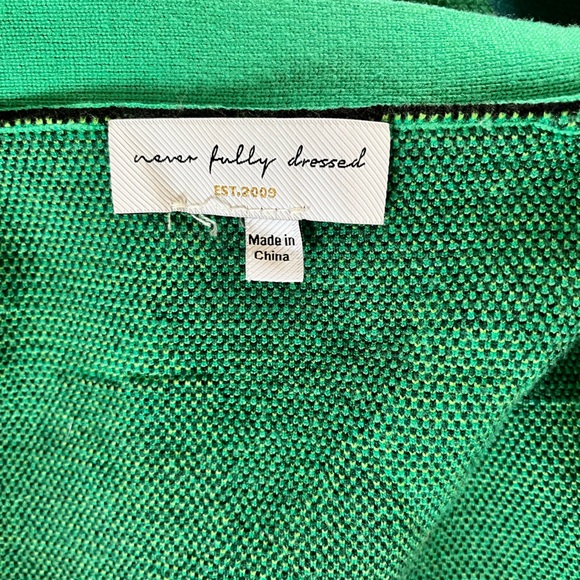 never fully dressed
EST.2009
Made in
China